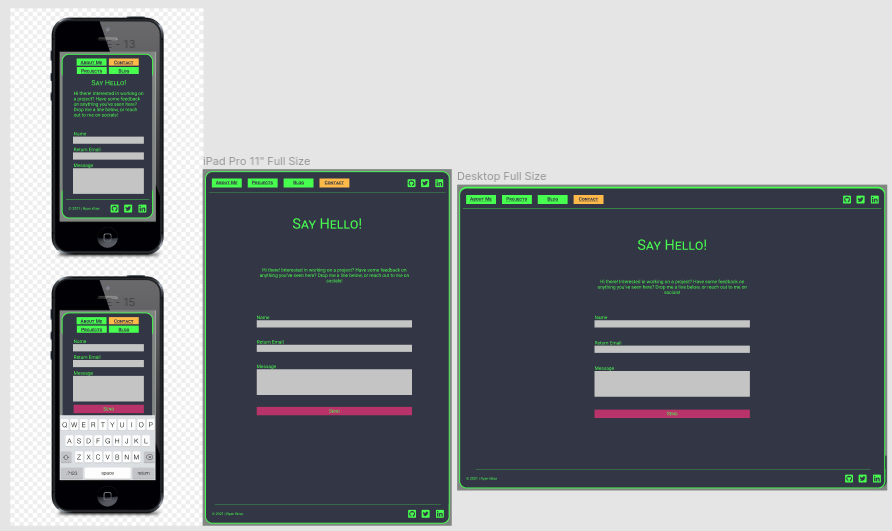 - 13
About Me
Contact
Projects
Blog
Say Hello!
Hi there! Interested in working on
a project? Have some feedback
on anything you've seen here?
Drop me a line below, or reach
out to me on socials!
Name
Return Email
Message
© 2021 |
- 15
About Me
Contact
Projects
Blog
Name
Return Email
Message
Send
Q W E R T Y U I O P
A S D F G H J K L
Z X C V B N M
.?123
space
return
iPad Pro 11" Full Size
About Me
Projects
Blog
Contact
Say Hello!
Hi there! Interested in working on a project? Have some feedback on
anything you've seen here? Drop me a line below, or reach out to me on
socials!
Name
Return Email
Message
Send
© 2021 |
Desktop Full Size
About Me
Projects
Blog
Contact
Say Hello!
Hi there! Interested in working on a project? Have some feedback on
anything you've seen here? Drop me a line below, or reach out to me on
socials!
Name
Return Email
Message
Send
© 2021 |